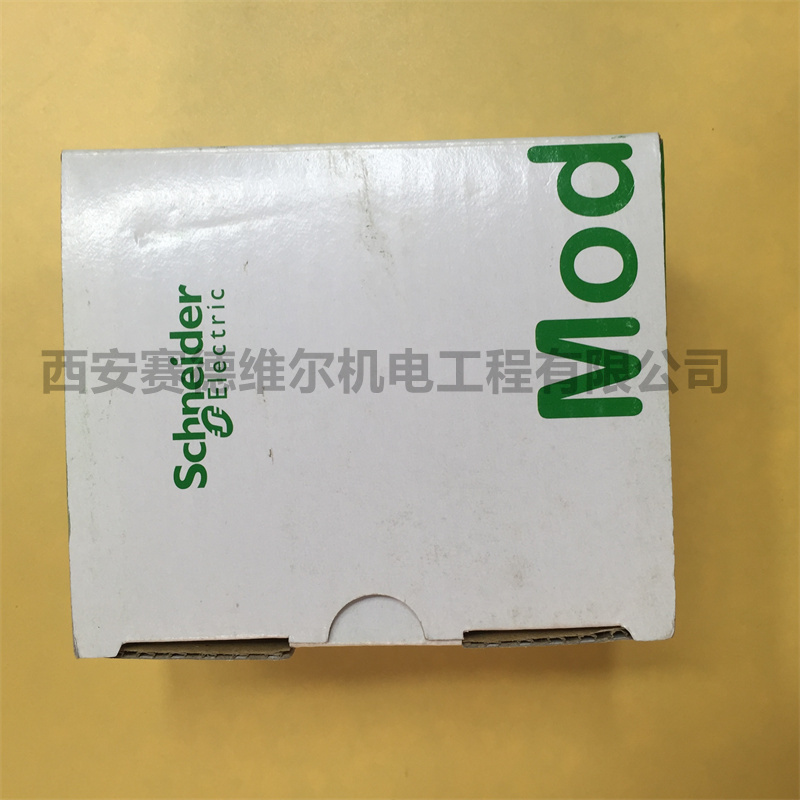 Schneider
Electric
Mod
西安赛德维尔机电工程有限公司